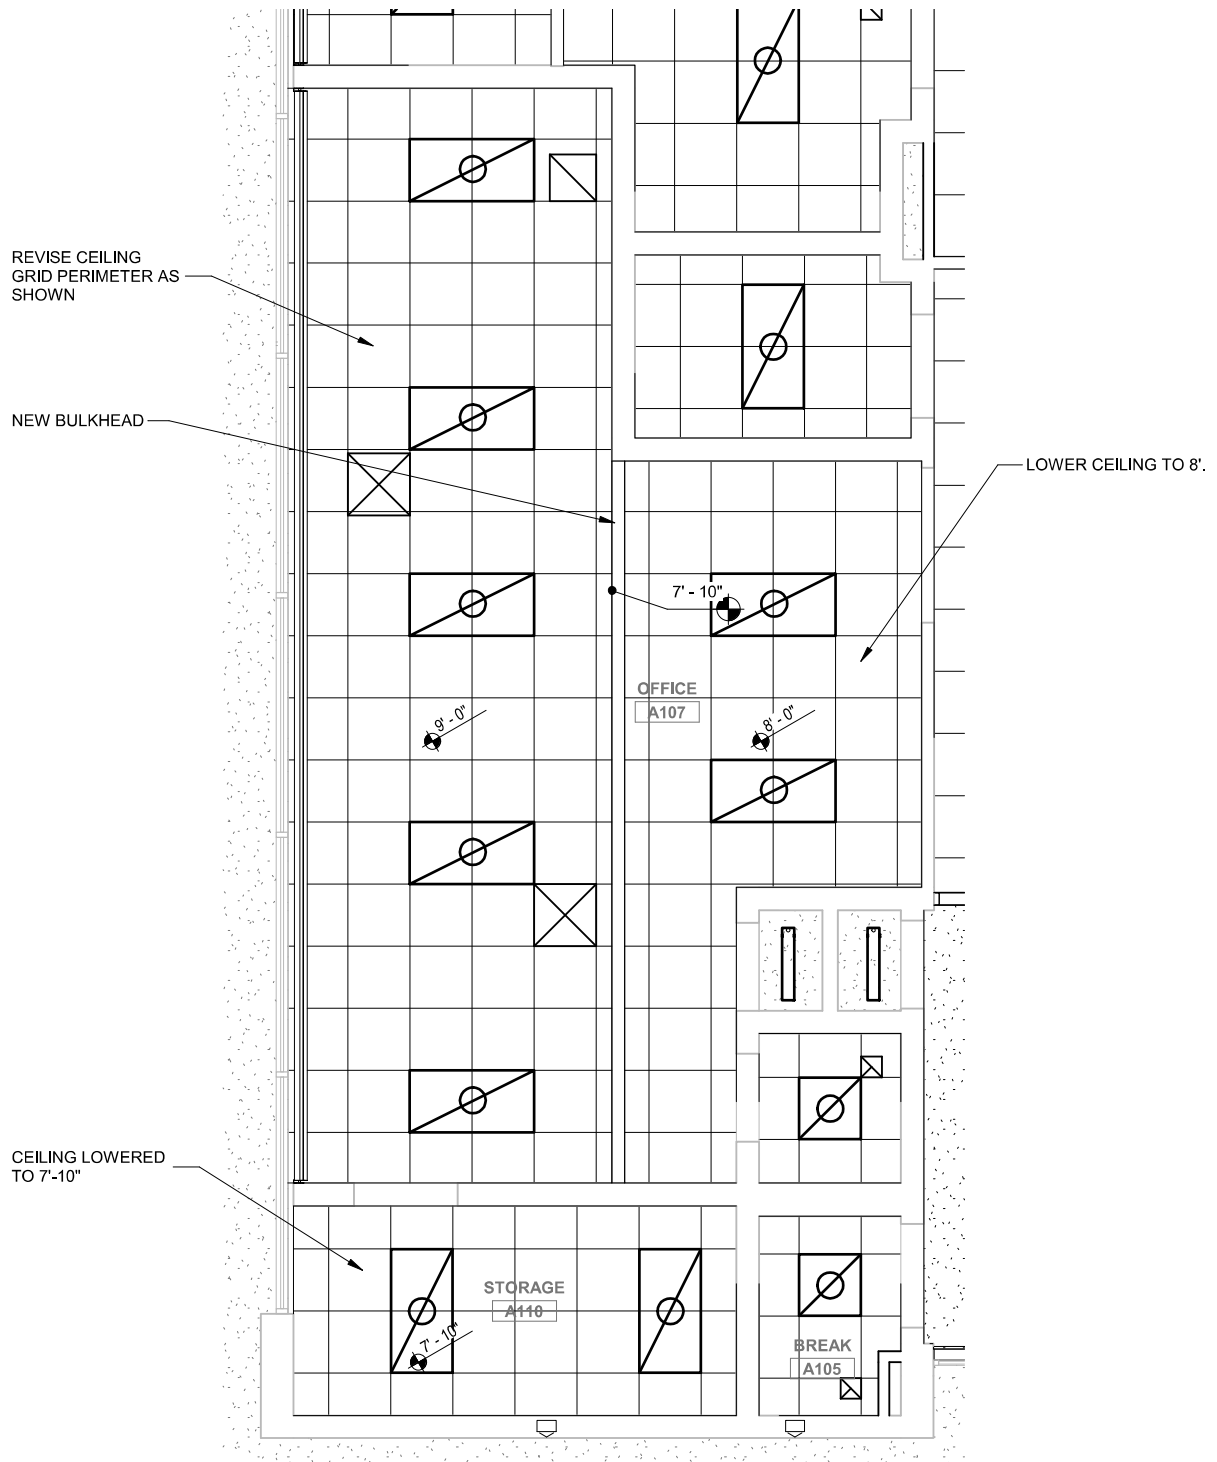 REVISE CEILING
GRID PERIMETER AS
SHOWN
NEW BULKHEAD
LOWER CEILING TO 8'.
7' - 10"
OFFICE
A107
9' - 0"
8' - 0"
CEILING LOWERED
TO 7'-10"
STORAGE
A110
7' - 10"
BREAK
A105